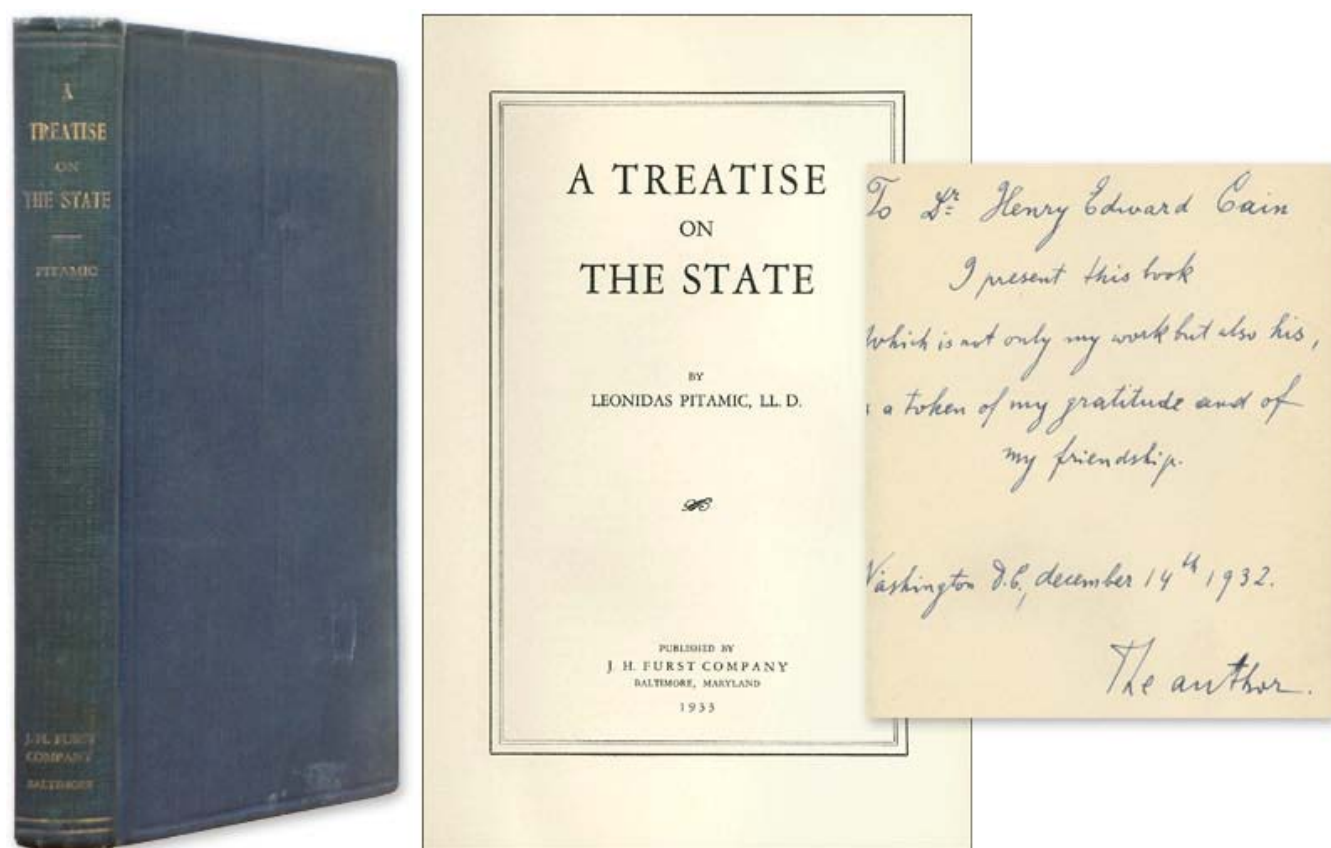 A
TREATISE
ON
THE STATE
PITAMIC
J. H. FURST
COMPANY
BALTIMORE
A TREATISE
ON
THE STATE
BY
LEONIDAS PITAMIC, LL. D.
PUBLISHED BY
J. H. FURST COMPANY
BALTIMORE, MARYLAND
1933
To Dr Henry Edward Cain
I present this book
which is not only my work but also his,
a token of my gratitude and of
my friendship.
Washington D.C., december 14th 1932.
The author.